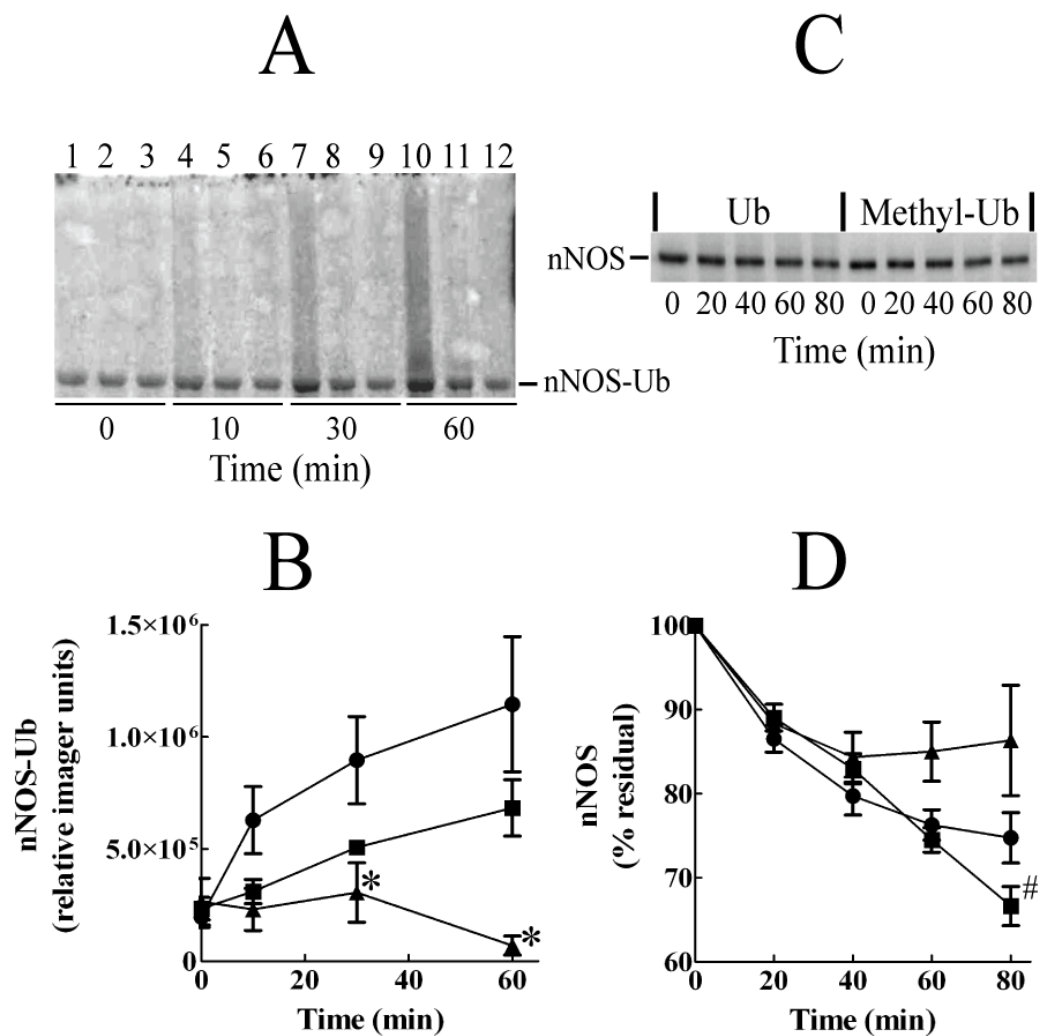 A
1 2 3 4 5 6 7 8 9 10 11 12
nNOS-Ub
0 10 30 60
Time (min)
C
Ub Methyl-Ub
nNOS
0 20 40 60 80 0 20 40 60 80
Time (min)
B
nNOS-Ub
(relative imager units)
1.5×10⁶
1.0×10⁶
5.0×10⁵
0
*
*
0 20 40 60
Time (min)
D
nNOS
(% residual)
100
90
80
70
60
#
0 20 40 60 80
Time (min)